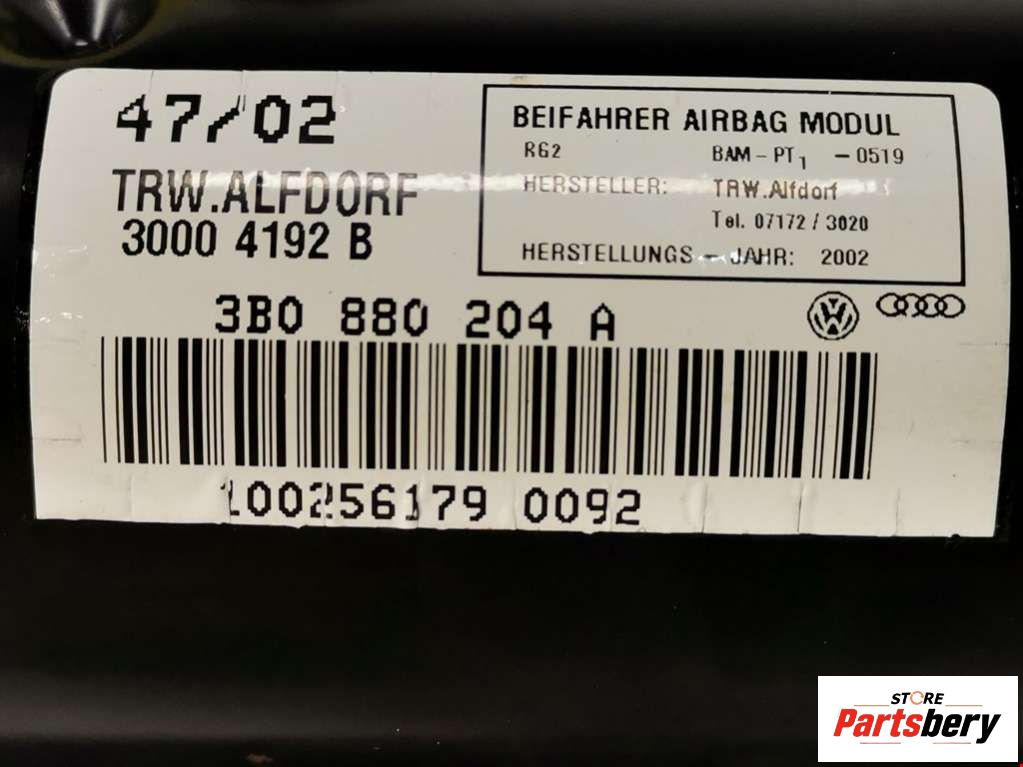 47/02
TRW.ALFDORF
3000 4192 B
BEIFAHRER AIRBAG MODUL
RG2 BAM-PT1 -0519
HERSTELLER: TRW.Alfdorf
Tel. 07172/3020
HERSTELLUNGS - JAHR: 2002
3B0 880 204 A
100256179 0092
STORE
Partsbery